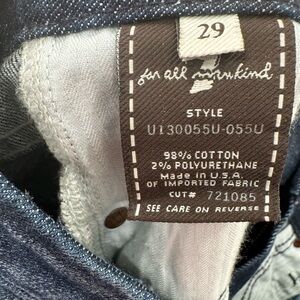 29
for all mankind
STYLE
U130055U-055U
98% COTTON
2% POLYURETHANE
Made in U.S.A.
OF IMPORTED FABRIC
CUT# 721085
SEE CARE ON REVERSE